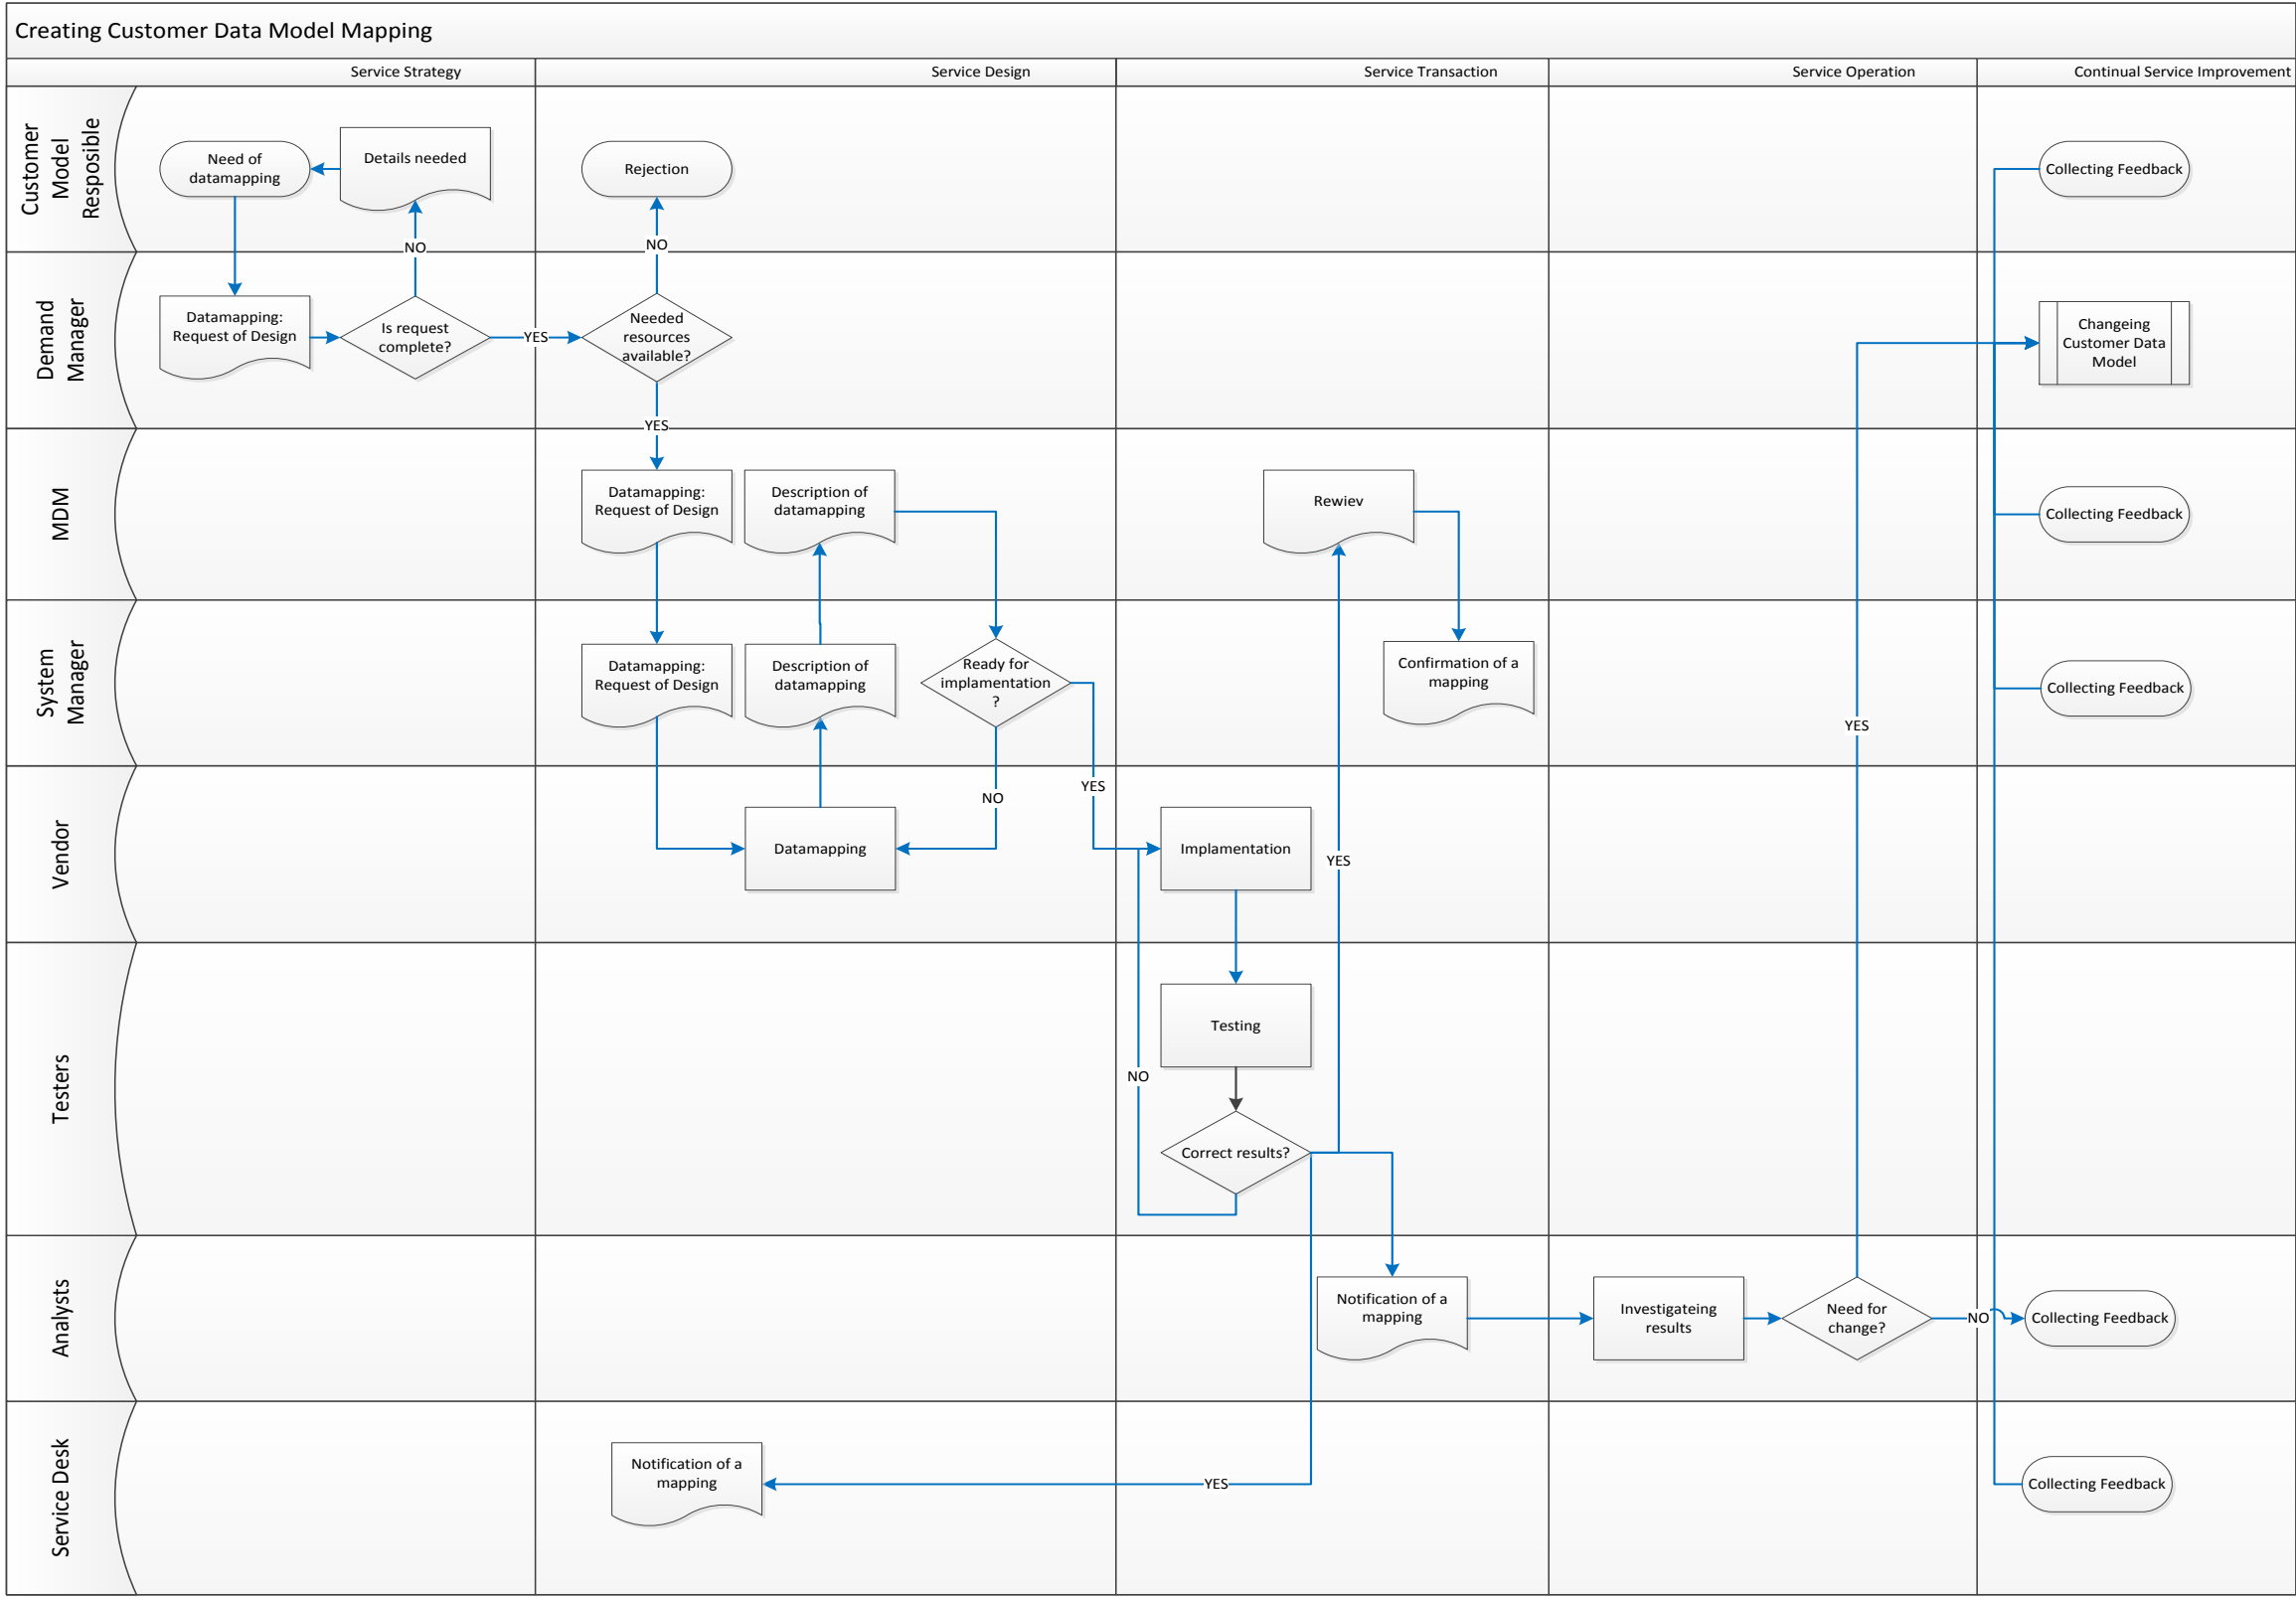 Creating Customer Data Model Mapping
Service Strategy
Service Design
Service Transaction
Service Operation
Continual Service Improvement
Customer
Model
Resposible
Need of
datamapping
Details needed
Rejection
Collecting Feedback
NO
NO
Demand
Manager
Datamapping:
Request of Design
Is request
complete?
YES
Needed
resources
available?
Changeing
Customer Data
Model
YES
MDM
Datamapping:
Request of Design
Description of
datamapping
Rewiev
Collecting Feedback
System
Manager
Datamapping:
Request of Design
Description of
datamapping
Ready for
implamentation
?
Confirmation of a
mapping
Collecting Feedback
YES
Vendor
NO
YES
Datamapping
Implamentation
YES
Testers
Testing
NO
Correct results?
Analysts
Notification of a
mapping
Investigateing
results
Need for
change?
NO
Collecting Feedback
Service Desk
Notification of a
mapping
YES
Collecting Feedback